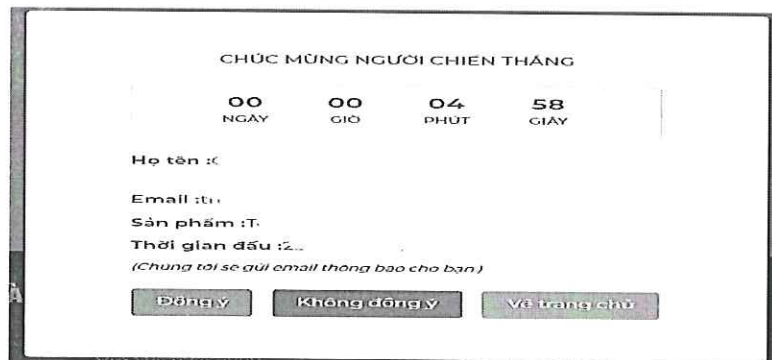 CHÚC MỪNG NGƯỜI CHIẾN THẮNG
00 00 04 58
NGÀY GIỜ PHÚT GIÂY
Họ tên :
Email :
Sản phẩm :T
Thời gian đấu :2
(Chúng tôi sẽ gửi email thông báo cho bạn)
Đồng ý Không đồng ý Về trang chủ